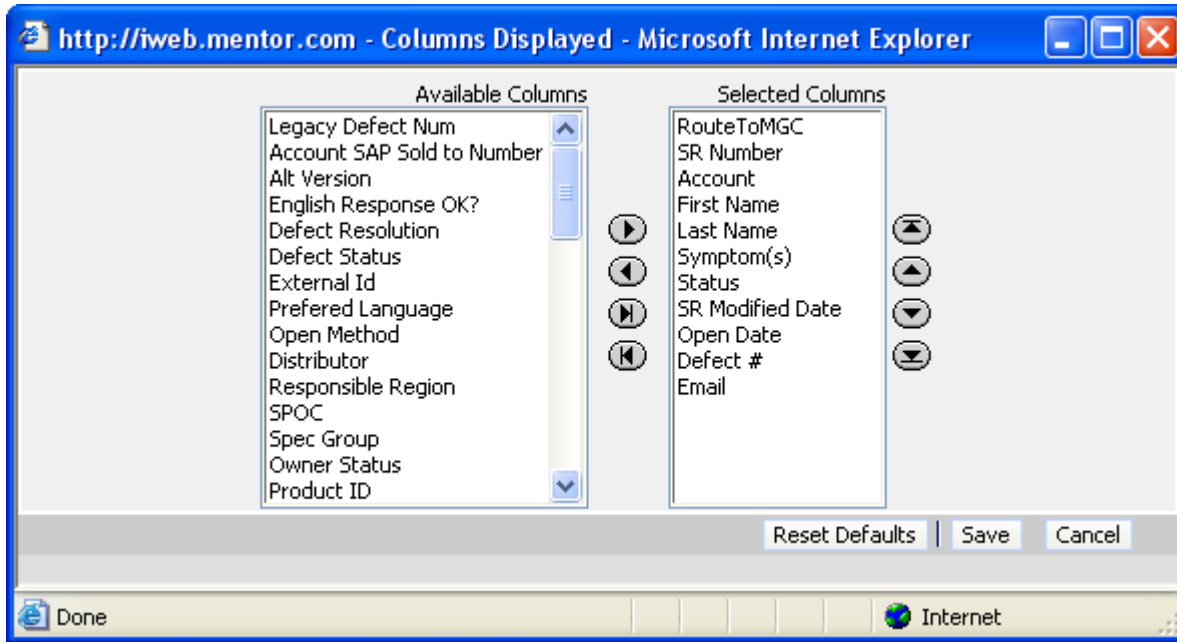 http://iweb.mentor.com - Columns Displayed - Microsoft Internet Explorer
Available Columns
Legacy Defect Num
Account SAP Sold to Number
Alt Version
English Response OK?
Defect Resolution
Defect Status
External Id
Prefered Language
Open Method
Distributor
Responsible Region
SPOC
Spec Group
Owner Status
Product ID
Selected Columns
RouteToMGC
SR Number
Account
First Name
Last Name
Symptom(s)
Status
SR Modified Date
Open Date
Defect #
Email
Reset Defaults | Save Cancel
Done Internet